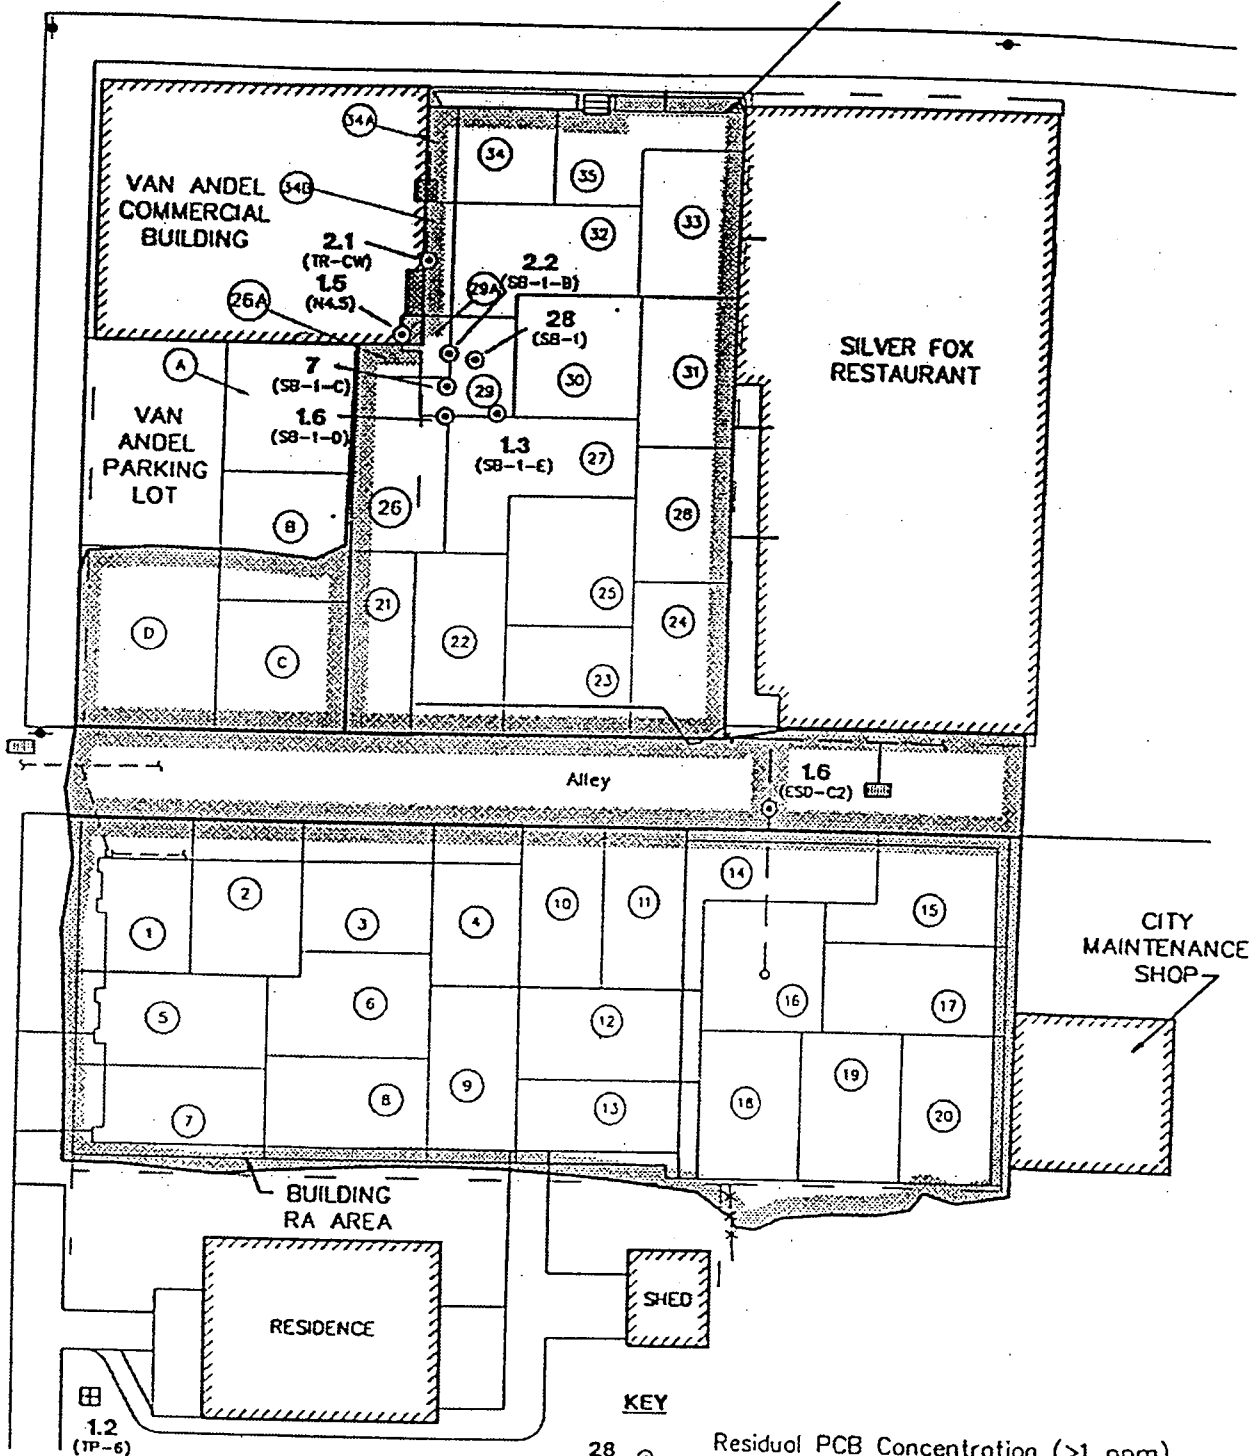 34A
34
35
VAN ANDEL
COMMERCIAL
BUILDING
34B
33
32
2.1
(TR-CW)
2.2
(SB-1-B)
1.5
(N4.5)
26A
29A
28
(SB-1)
SILVER FOX
RESTAURANT
A
7
(SB-1-C)
29
30
31
VAN
ANDEL
PARKING
LOT
1.6
(SB-1-D)
1.3
(SB-1-E)
27
26
28
B
21
25
24
D
22
C
23
Alley
1.6
(ESD-C2)
14
2
10
11
15
1
3
4
CITY
MAINTENANCE
SHOP
5
6
12
16
17
9
8
19
7
13
18
20
BUILDING
RA AREA
RESIDENCE
SHED
KEY
1.2
(TP-6)
28
Residual PCB Concentration (>1 ppm)